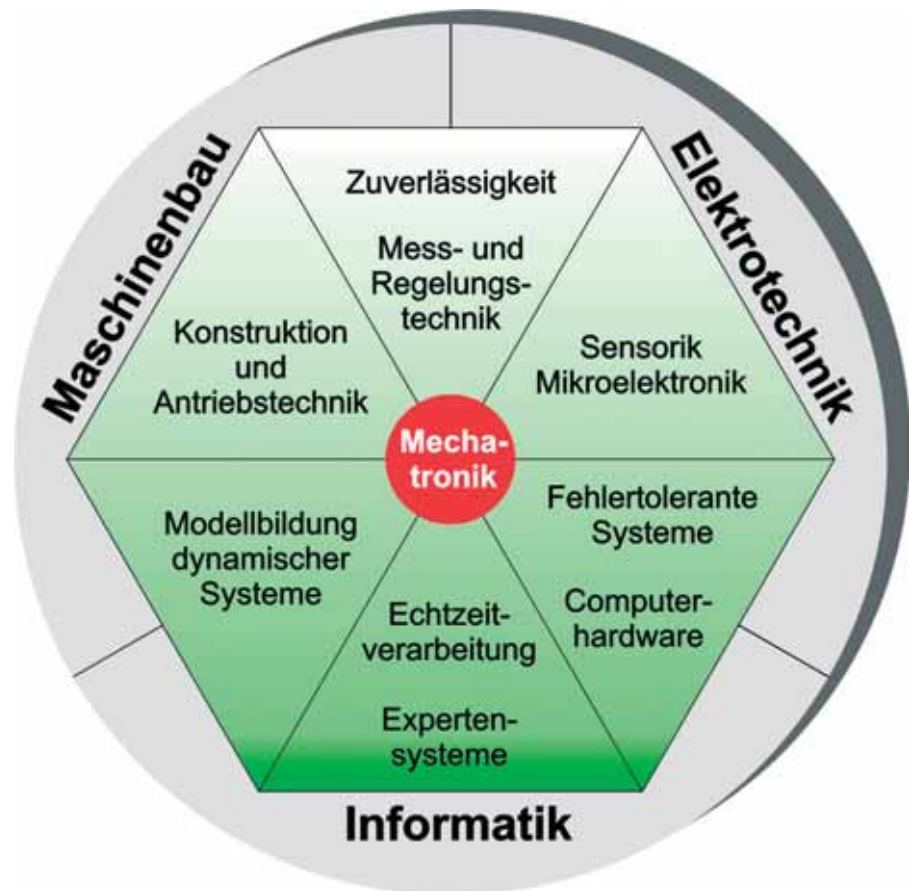 Maschinenbau
Elektrotechnik
Zuverlässigkeit
Mess- und
Regelungs-
technik
Konstruktion
und
Antriebstechnik
Sensorik
Mikroelektronik
Mecha-
tronik
Modellbildung
dynamischer
Systeme
Fehlertolerante
Systeme
Computer-
hardware
Echtzeit-
verarbeitung
Experten-
systeme
Informatik